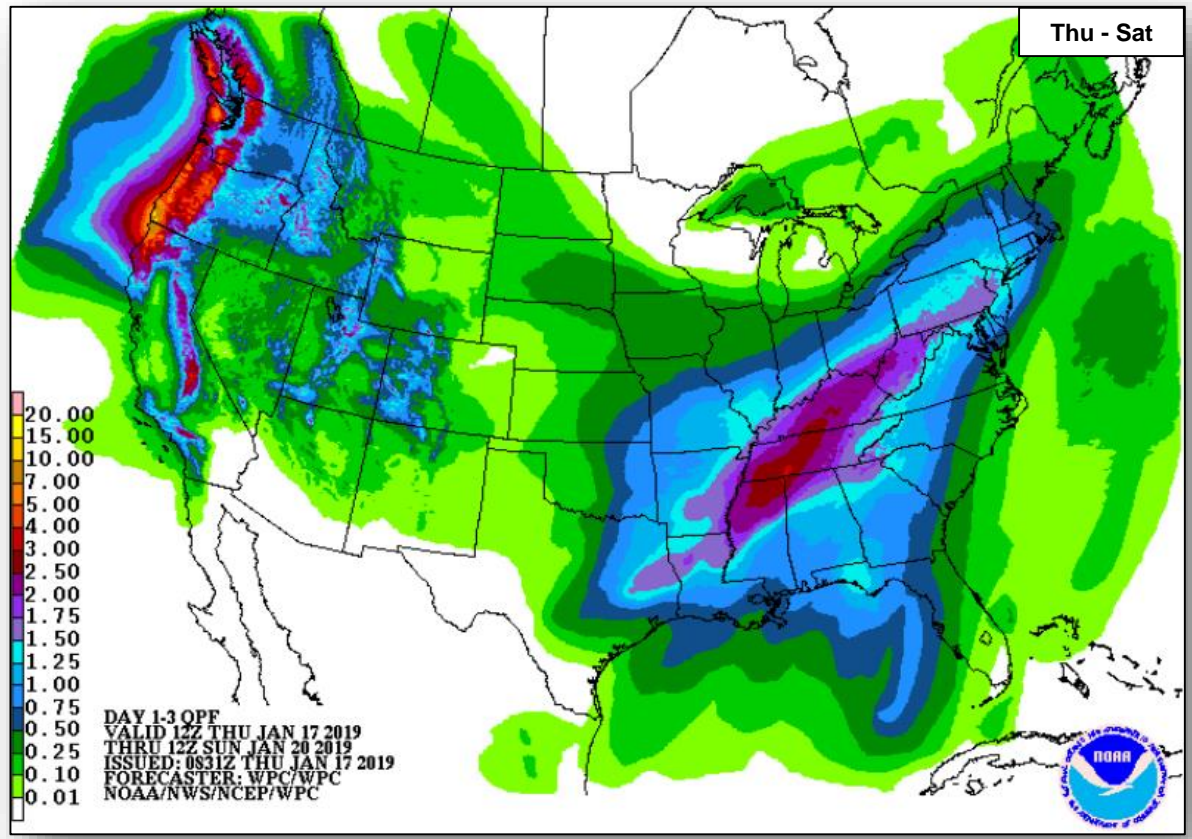 Thu - Sat
20.00
15.00
10.00
7.00
5.00
4.00
3.00
2.50
2.00
1.75
1.50
1.25
1.00
0.75
0.50
0.25
0.10
0.01
DAY 1-3 QPF
VALID 12Z THU JAN 17 2019
THRU 12Z SUN JAN 20 2019
ISSUED: 0831Z THU JAN 17 2019
FORECASTER: WPC/WPC
NOAA/NWS/NCEP/WPC
NOAA